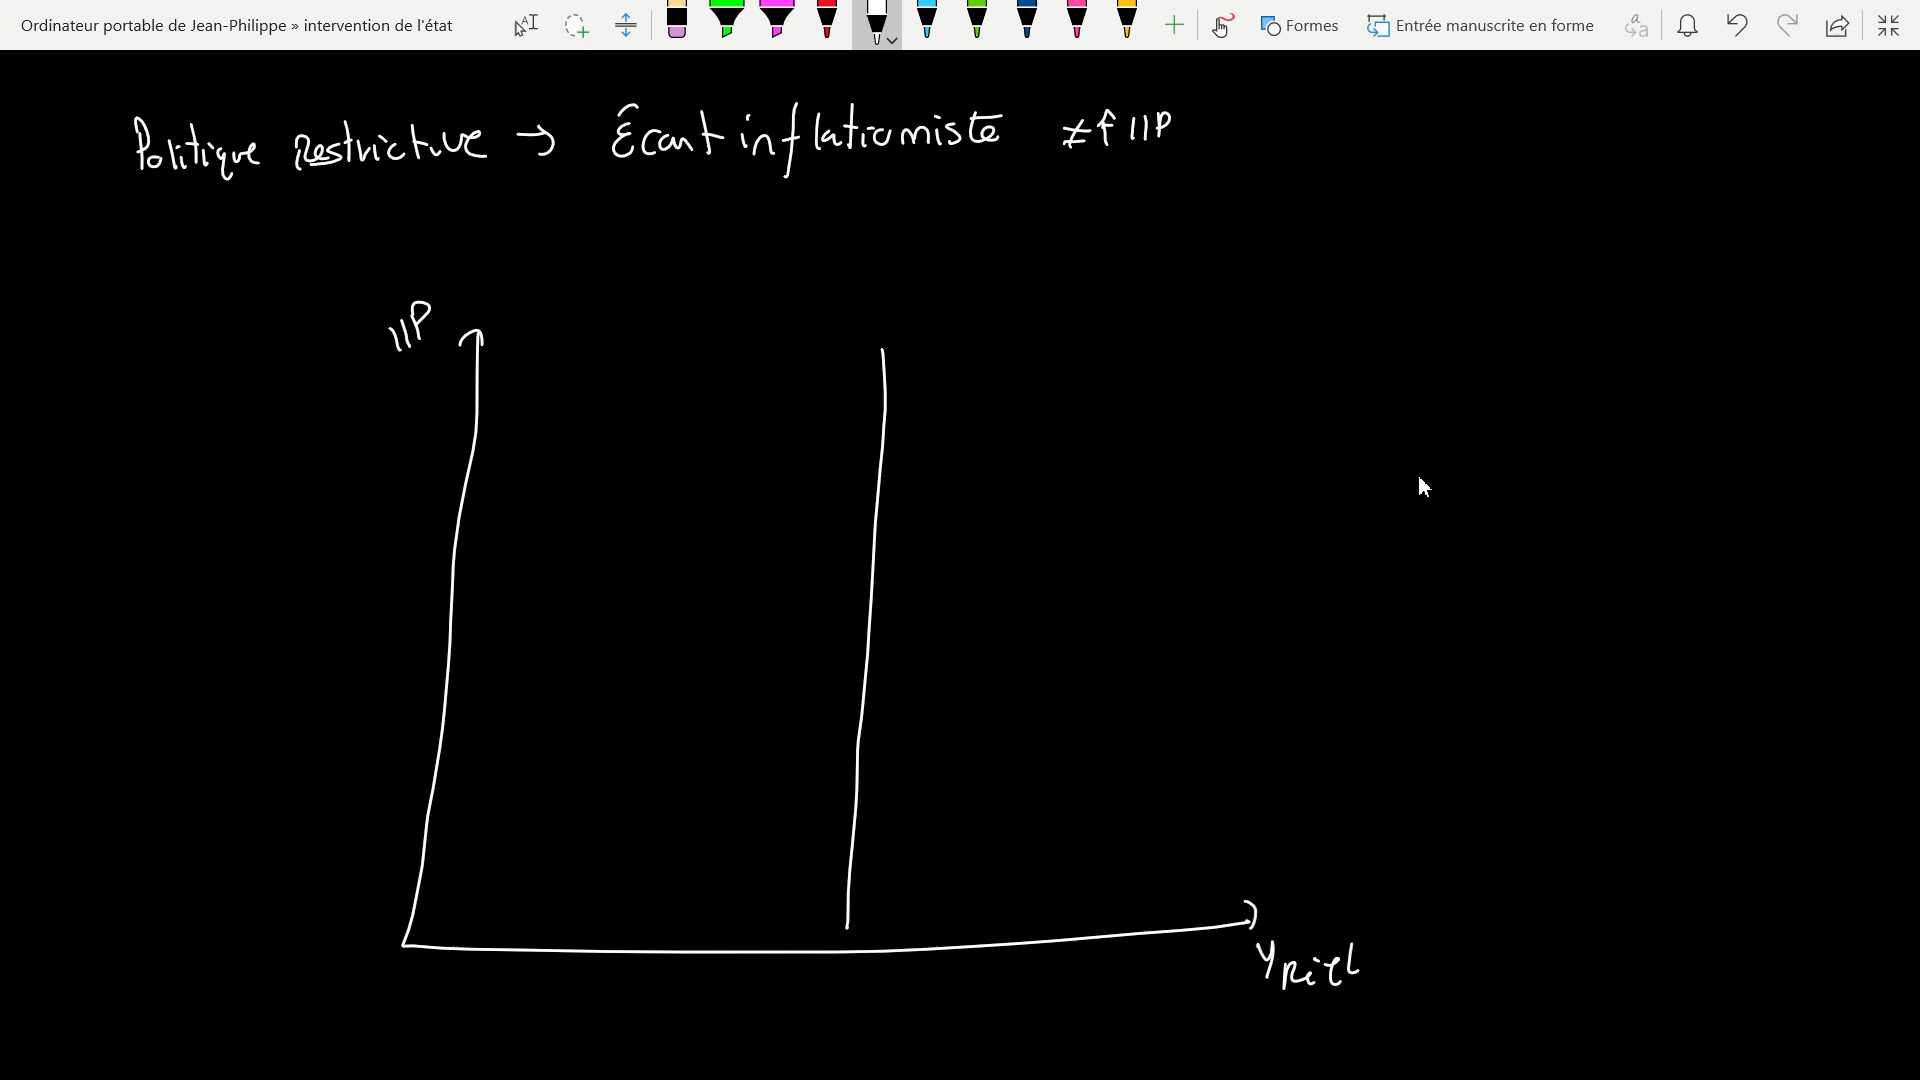 Ordinateur portable de Jean-Philippe » intervention de l'état
Formes
Entrée manuscrite en forme
Politique Restrictive → Écart inflationniste ≠ ↑ IIP
IIP
Y Réel